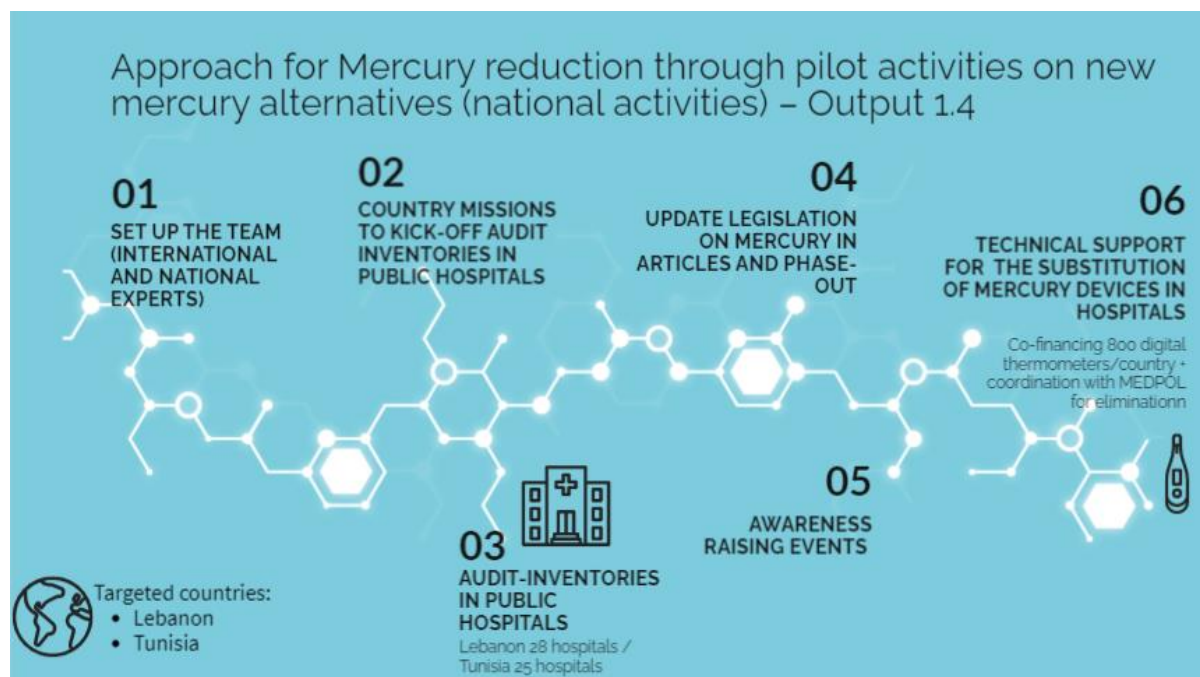 Approach for Mercury reduction through pilot activities on new
mercury alternatives (national activities) – Output 1.4
01
SET UP THE TEAM
(INTERNATIONAL
AND NATIONAL
EXPERTS)
02
COUNTRY MISSIONS
TO KICK-OFF AUDIT
INVENTORIES IN
PUBLIC HOSPITALS
03
AUDIT-INVENTORIES
IN PUBLIC
HOSPITALS
Lebanon 28 hospitals /
Tunisia 25 hospitals
04
UPDATE LEGISLATION
ON MERCURY IN
ARTICLES AND PHASE-
OUT
05
AWARENESS
RAISING EVENTS
06
TECHNICAL SUPPORT
FOR THE SUBSTITUTION
OF MERCURY DEVICES IN
HOSPITALS
Co-financing 800 digital
thermometers/country +
coordination with MEDPOL
for eliminationn
Targeted countries:
• Lebanon
• Tunisia